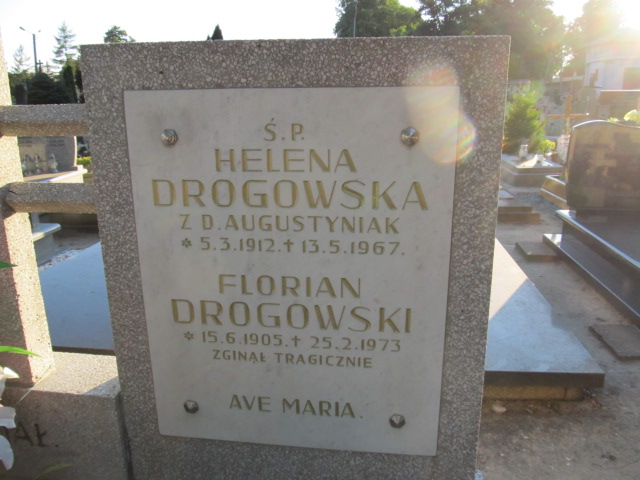 Ś.P.
HELENA
DROGOWSKA
Z D. AUGUSTYNIAK
* 5.3.1912. † 13.5.1967.
FLORIAN
DROGOWSKI
* 15.6.1905. † 25.2.1973
ZGINĄŁ TRAGICZNIE
AVE MARIA.